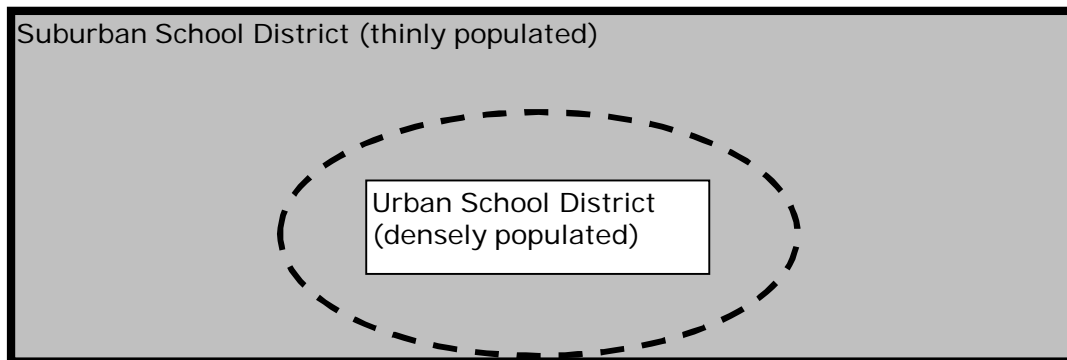 Suburban School District (thinly populated)
Urban School District
(densely populated)